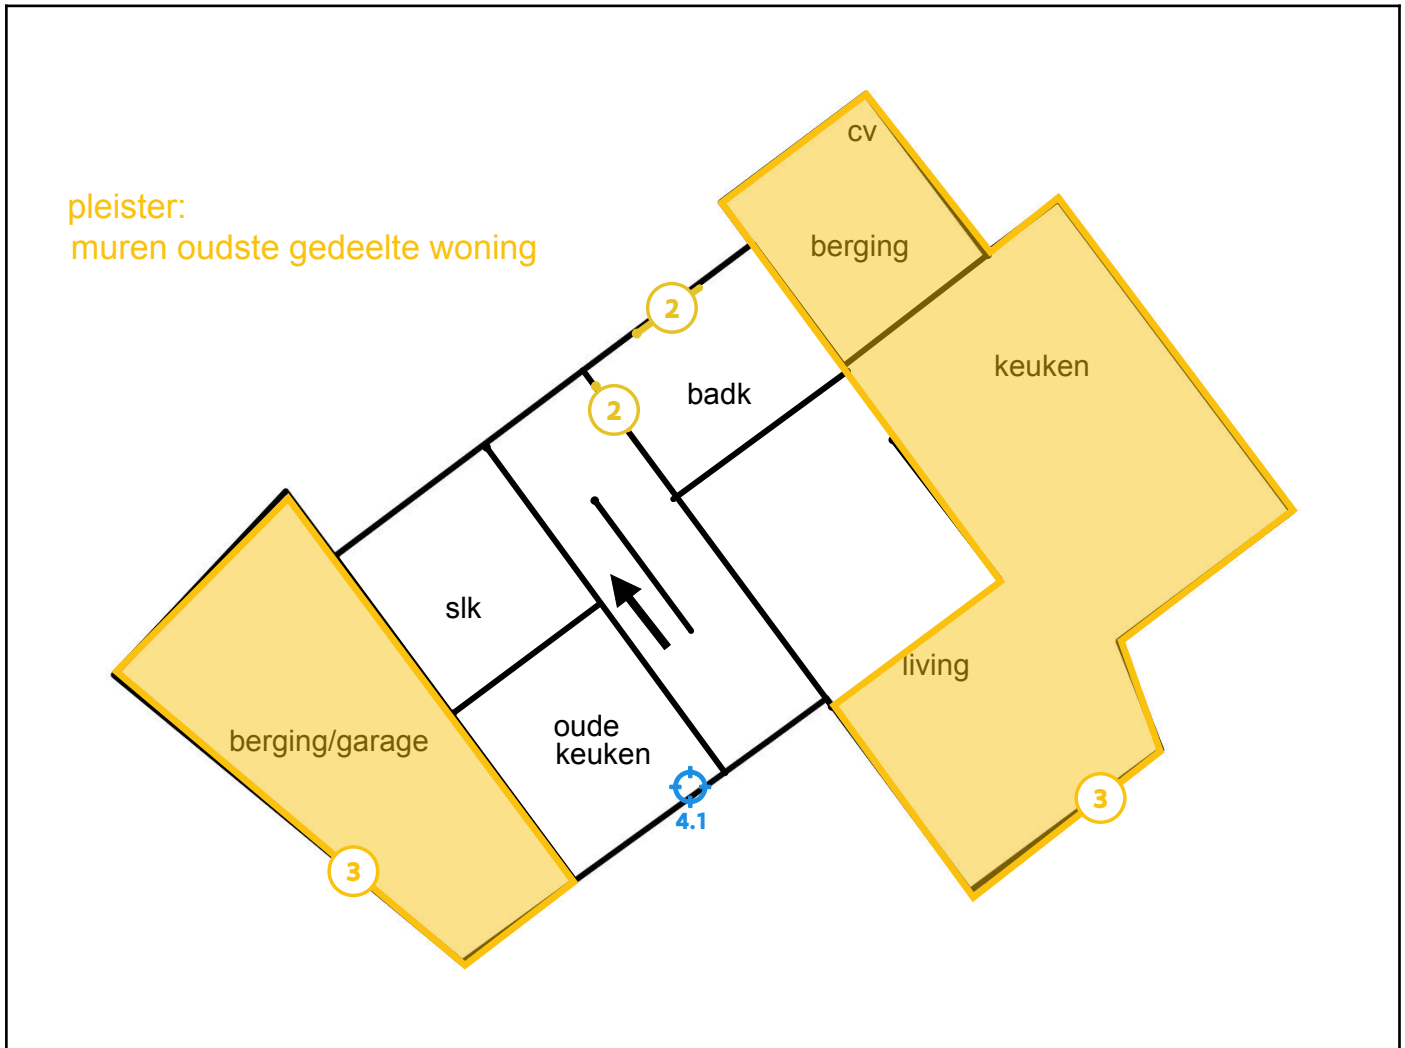 cv
pleister:
muren oudste gedeelte woning
berging
2
keuken
badk
2
slk
living
oude
keuken
berging/garage
4.1
3
3